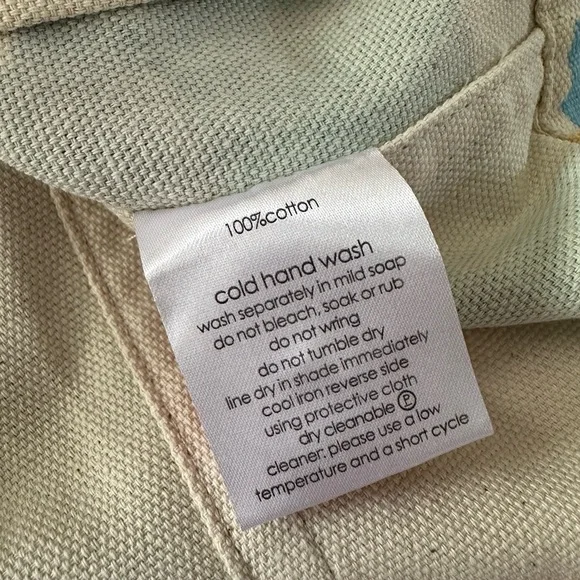 100%cotton
cold hand wash
wash separately in mild soap
do not bleach, soak or rub
do not wring
do not tumble dry
line dry in shade immediately
cool iron reverse side
using protective cloth
dry cleanable Ⓟ
cleaner: please use a low
temperature and a short cycle